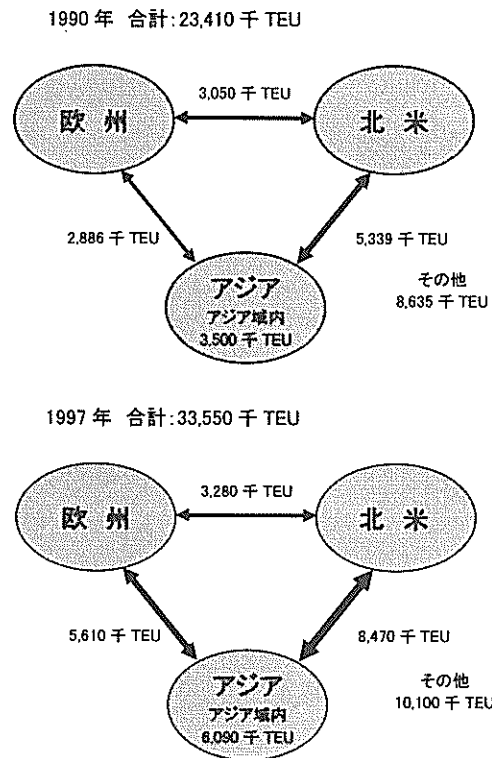 1990 年 合計:23,410 千 TEU
3,050 千 TEU
欧 州
北 米
2,886 千 TEU
5,339 千 TEU
アジア
アジア域内
3,500 千 TEU
その他
8,635 千 TEU
1997 年 合計:33,550 千 TEU
3,280 千 TEU
欧 州
北 米
5,610 千 TEU
8,470 千 TEU
アジア
アジア域内
6,090 千 TEU
その他
10,100 千 TEU